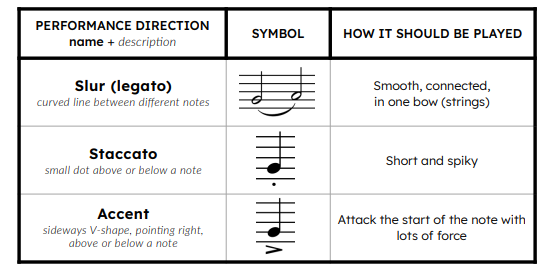 PERFORMANCE DIRECTION
name + description
SYMBOL
HOW IT SHOULD BE PLAYED
Slur (legato)
curved line between different notes
Smooth, connected,
in one bow (strings)
Staccato
small dot above or below a note
Short and spiky
Accent
sideways V-shape, pointing right,
above or below a note
Attack the start of the note with
lots of force